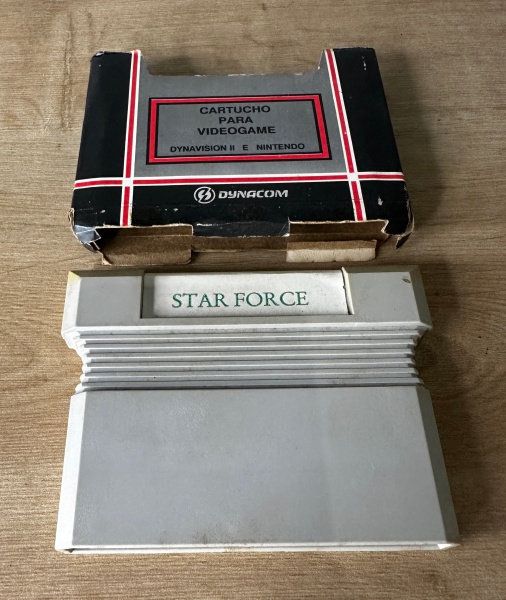 CARTUCHO
PARA
VIDEOGAME
DYNAVISION II E NINTENDO
DYNACOM
STAR FORCE